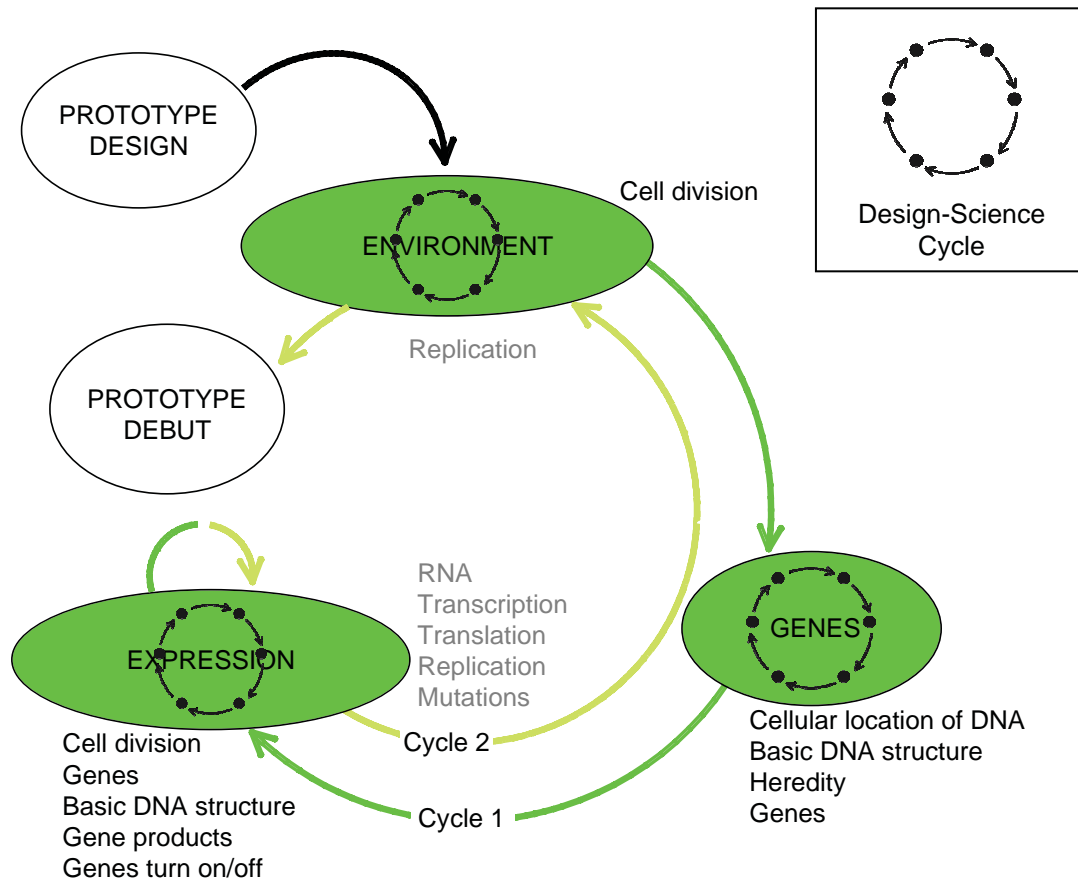 PROTOTYPE
DESIGN
Cell division
Design-Science
Cycle
ENVIRONMENT
Replication
PROTOTYPE
DEBUT
RNA
Transcription
Translation
Replication
Mutations
GENES
EXPRESSION
Cellular location of DNA
Basic DNA structure
Heredity
Genes
Cycle 2
Cell division
Genes
Basic DNA structure
Gene products
Genes turn on/off
Cycle 1